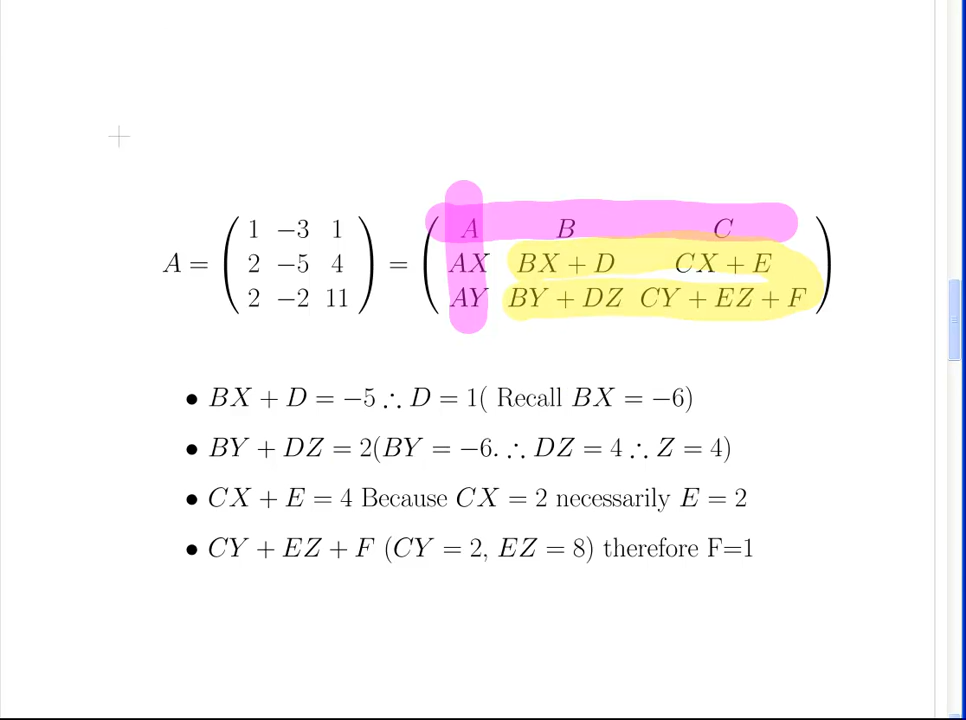 A = ( 1 −3 1 ) = ( A B C )
2 −5 4 AX BX + D CX + E
2 −2 11 AY BY + DZ CY + EZ + F
• BX + D = −5 ∴ D = 1( Recall BX = −6)
• BY + DZ = 2(BY = −6. ∴ DZ = 4 ∴ Z = 4)
• CX + E = 4 Because CX = 2 necessarily E = 2
• CY + EZ + F (CY = 2, EZ = 8) therefore F=1